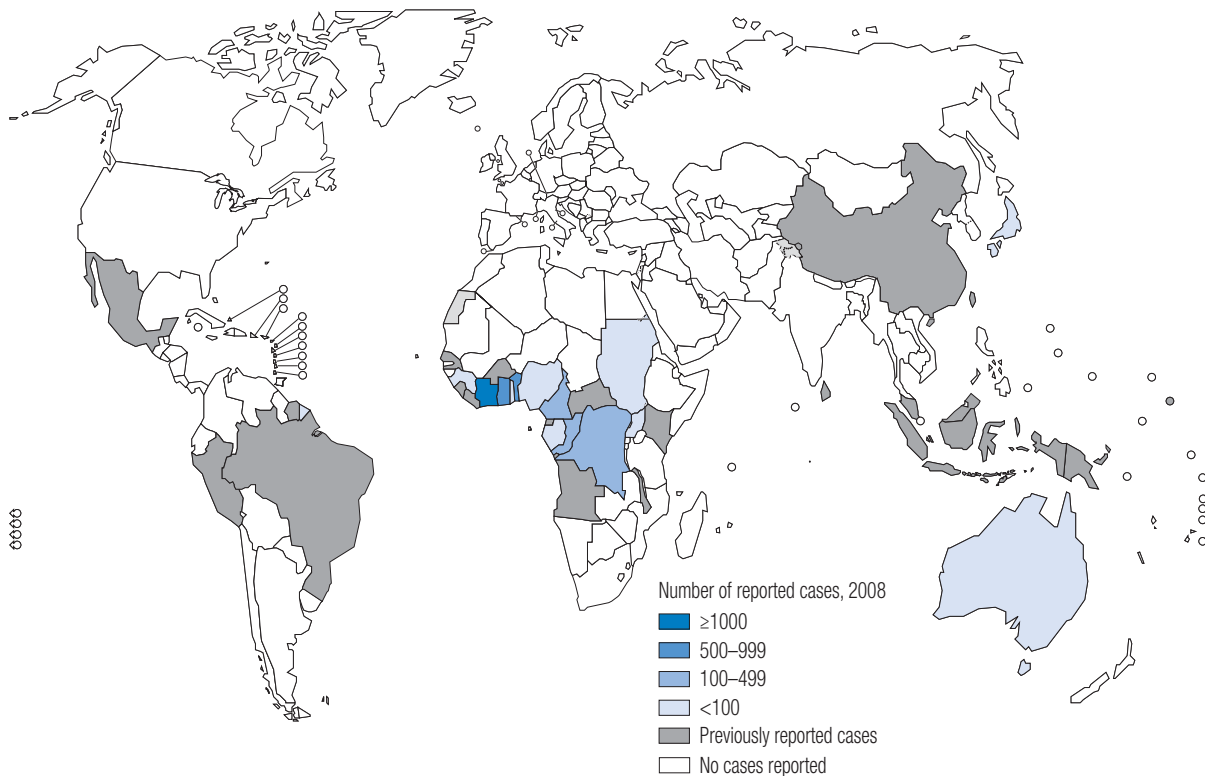 Number of reported cases, 2008
≥1000
500–999
100–499
<100
Previously reported cases
No cases reported